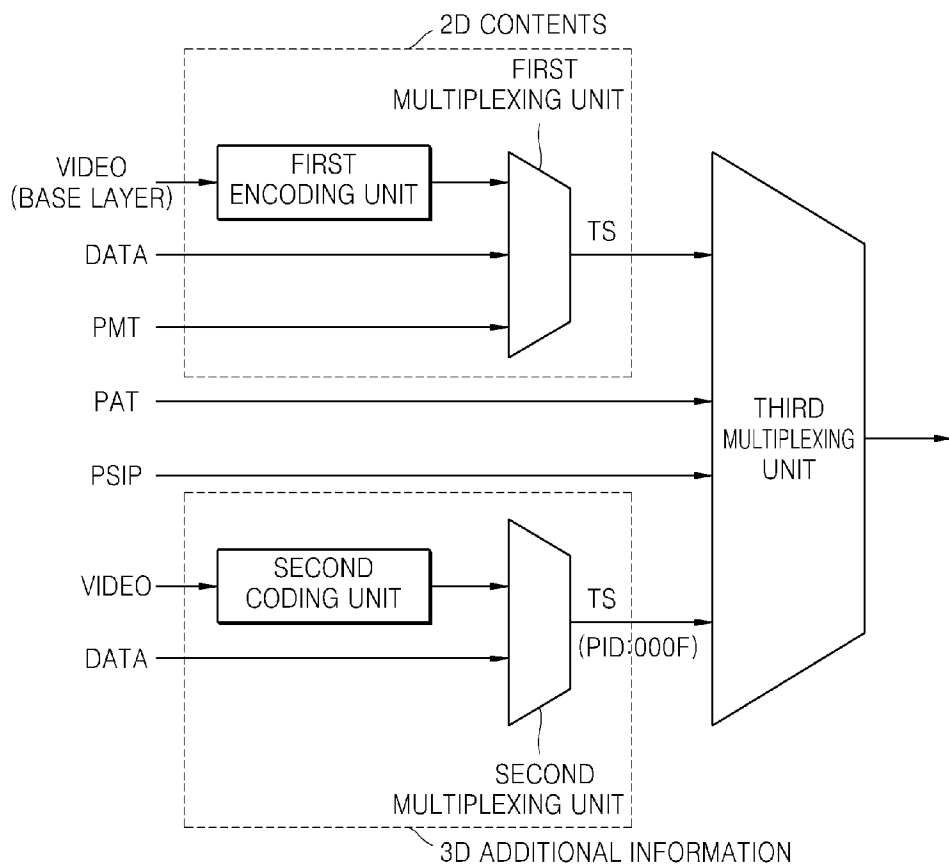 2D CONTENTS
FIRST
MULTIPLEXING UNIT
VIDEO
(BASE LAYER)
FIRST
ENCODING UNIT
DATA
TS
PMT
PAT
THIRD
MULTIPLEXING
UNIT
PSIP
VIDEO
SECOND
CODING UNIT
TS
(PID:000F)
DATA
SECOND
MULTIPLEXING UNIT
3D ADDITIONAL INFORMATION